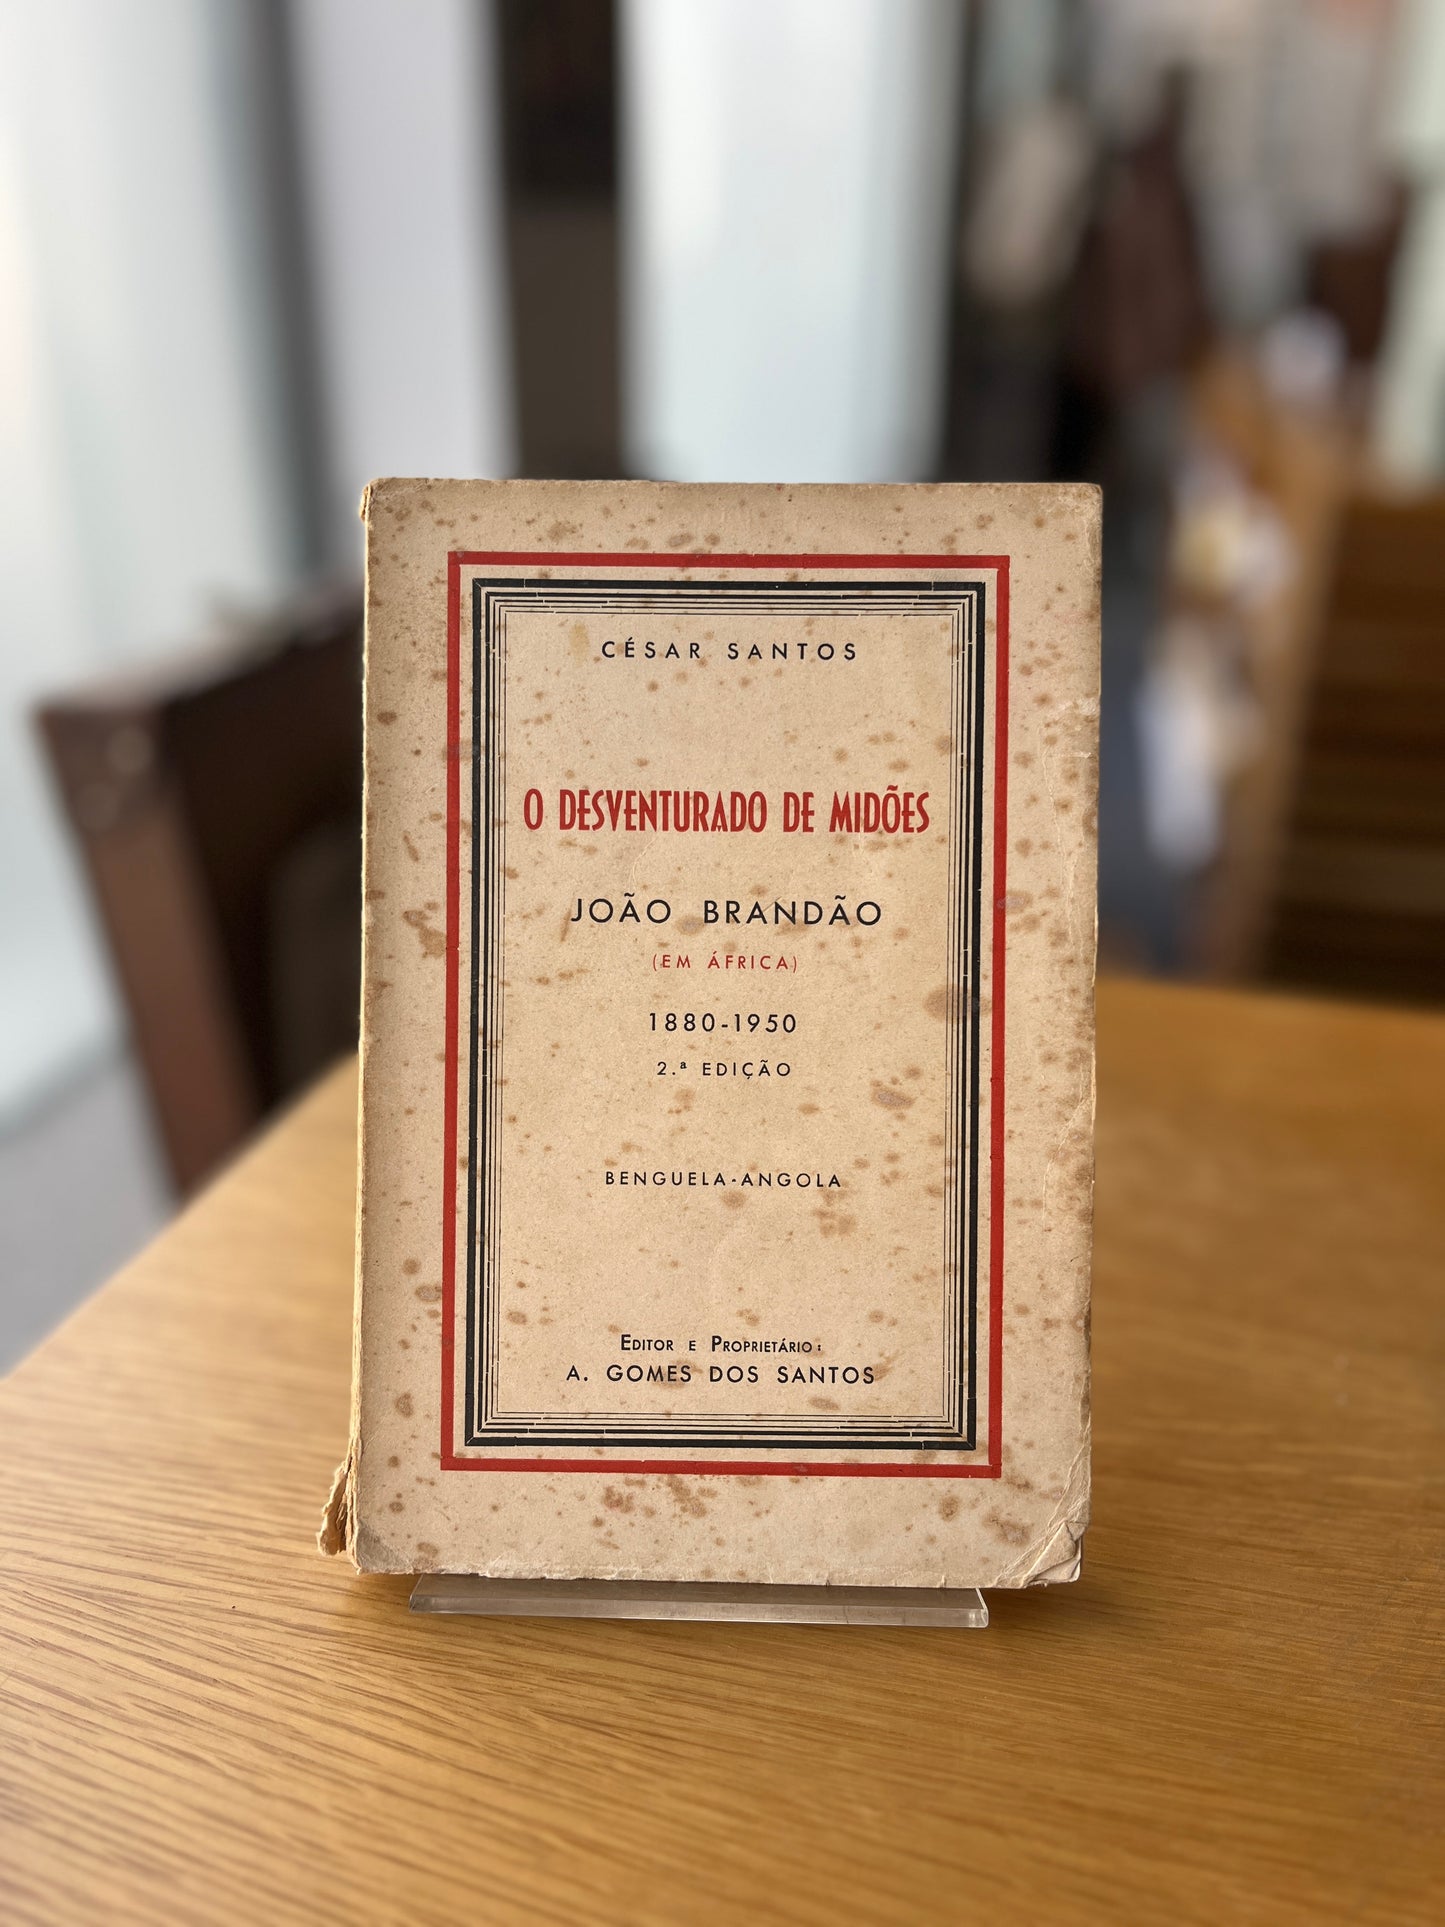 CÉSAR SANTOS
O DESVENTURADO DE MIDÕES
JOÃO BRANDÃO
(EM ÁFRICA)
1880-1950
2.ª EDIÇÃO
BENGUELA-ANGOLA
EDITOR E PROPRIETÁRIO:
A. GOMES DOS SANTOS